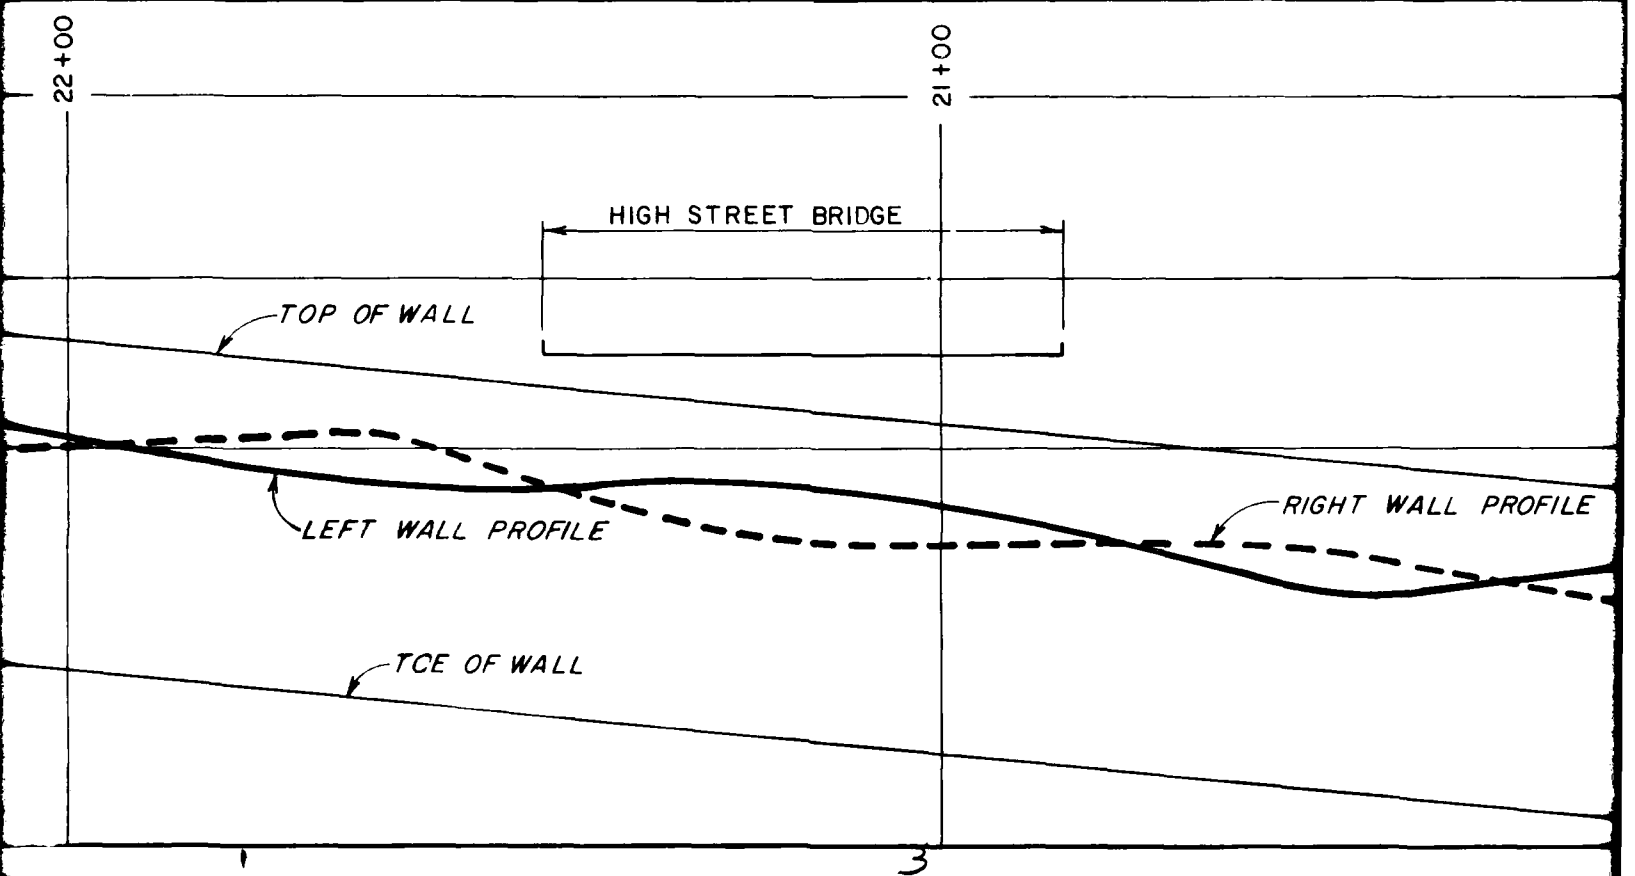 22+00
21+00
HIGH STREET BRIDGE
TOP OF WALL
RIGHT WALL PROFILE
LEFT WALL PROFILE
TCE OF WALL
3